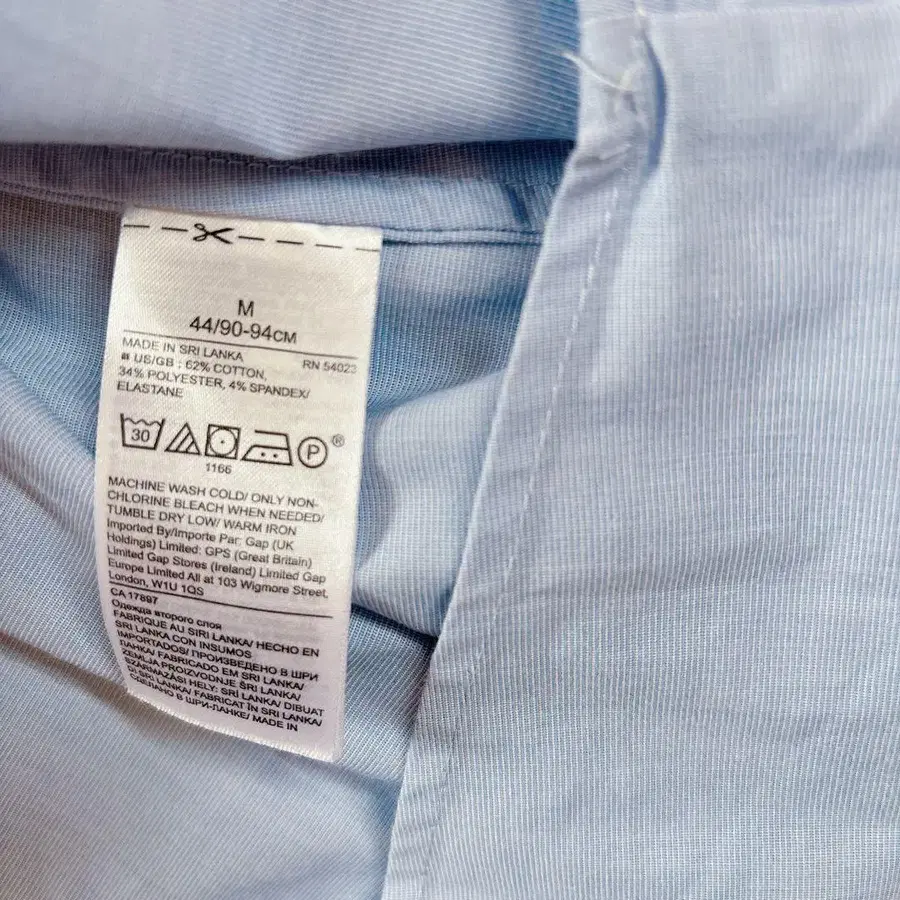 M
44/90-94CM
MADE IN SRI LANKA RN 54023
US/GB : 62% COTTON,
34% POLYESTER, 4% SPANDEX/
ELASTANE
30 P ®
1166
MACHINE WASH COLD/ ONLY NON-
CHLORINE BLEACH WHEN NEEDED/
TUMBLE DRY LOW/ WARM IRON
Imported By/Importe Par: Gap (UK
Holdings) Limited: GPS (Great Britain)
Limited Gap Stores (Ireland) Limited Gap
Europe Limited All at 103 Wigmore Street,
London, W1U 1QS
CA 17897
Одежда второго слоя
FABRIQUE AU SIRI LANKA/ HECHO EN
SRI LANKA CON INSUMOS
IMPORTADOS/ ПРОИЗВЕДЕНО В ШРИ
ЛАНКА/ FABRICADO EM SRI LANKA/
ZEMLJA PROIZVODNJE ŠRI LANKA/
SZÁRMAZÁSI HELY: SRÍ LANKA/ DIBUAT
DI SRI LANKA/ FABRICAT ÎN SRI LANKA/
СДЕЛАНО В ШРИ-ЛАНКЕ/ MADE IN